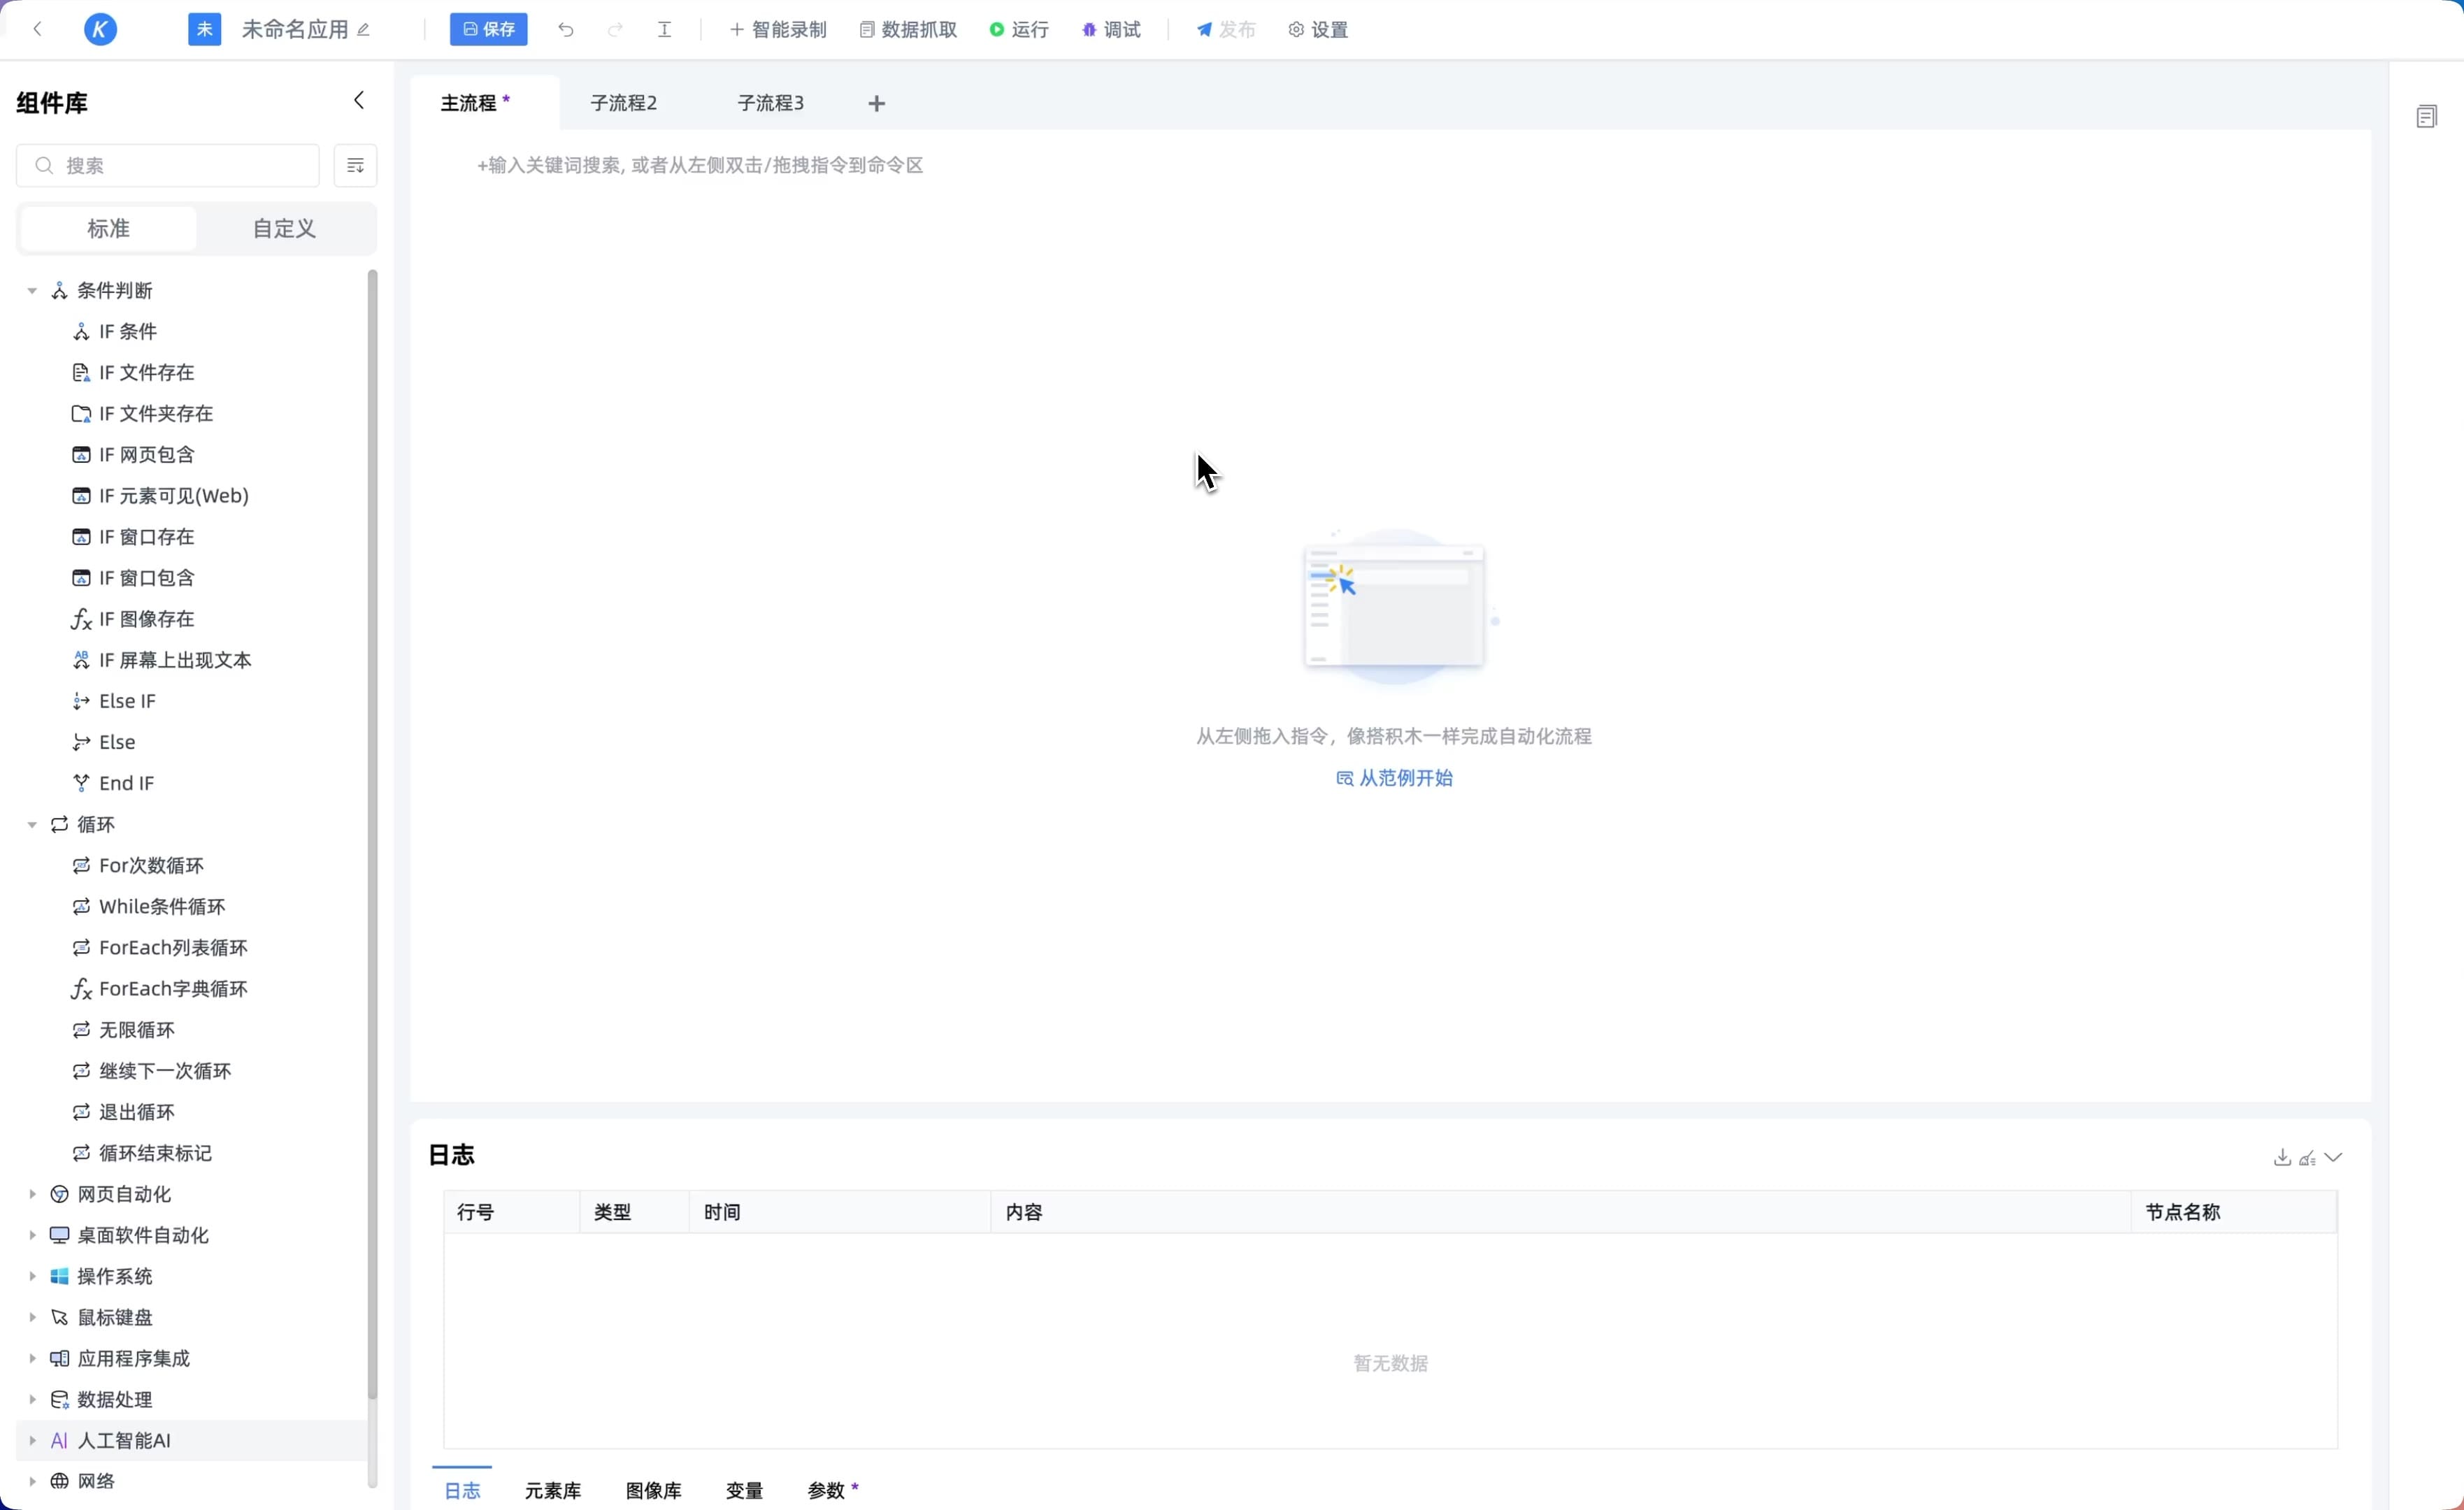 K
未
未命名应用
保存
智能录制
数据抓取
运行
调试
发布
设置
组件库
搜索
标准
自定义
条件判断
IF 条件
IF 文件存在
IF 文件夹存在
IF 网页包含
IF 元素可见(Web)
IF 窗口存在
IF 窗口包含
IF 图像存在
IF 屏幕上出现文本
Else IF
Else
End IF
循环
For次数循环
While条件循环
ForEach列表循环
ForEach字典循环
无限循环
继续下一次循环
退出循环
循环结束标记
网页自动化
桌面软件自动化
操作系统
鼠标键盘
应用程序集成
数据处理
AI 人工智能AI
网络
主流程 *
子流程2
子流程3
+输入关键词搜索, 或者从左侧双击/拖拽指令到命令区
从左侧拖入指令，像搭积木一样完成自动化流程
从范例开始
日志
行号
类型
时间
内容
节点名称
暂无数据
日志
元素库
图像库
变量
参数 *